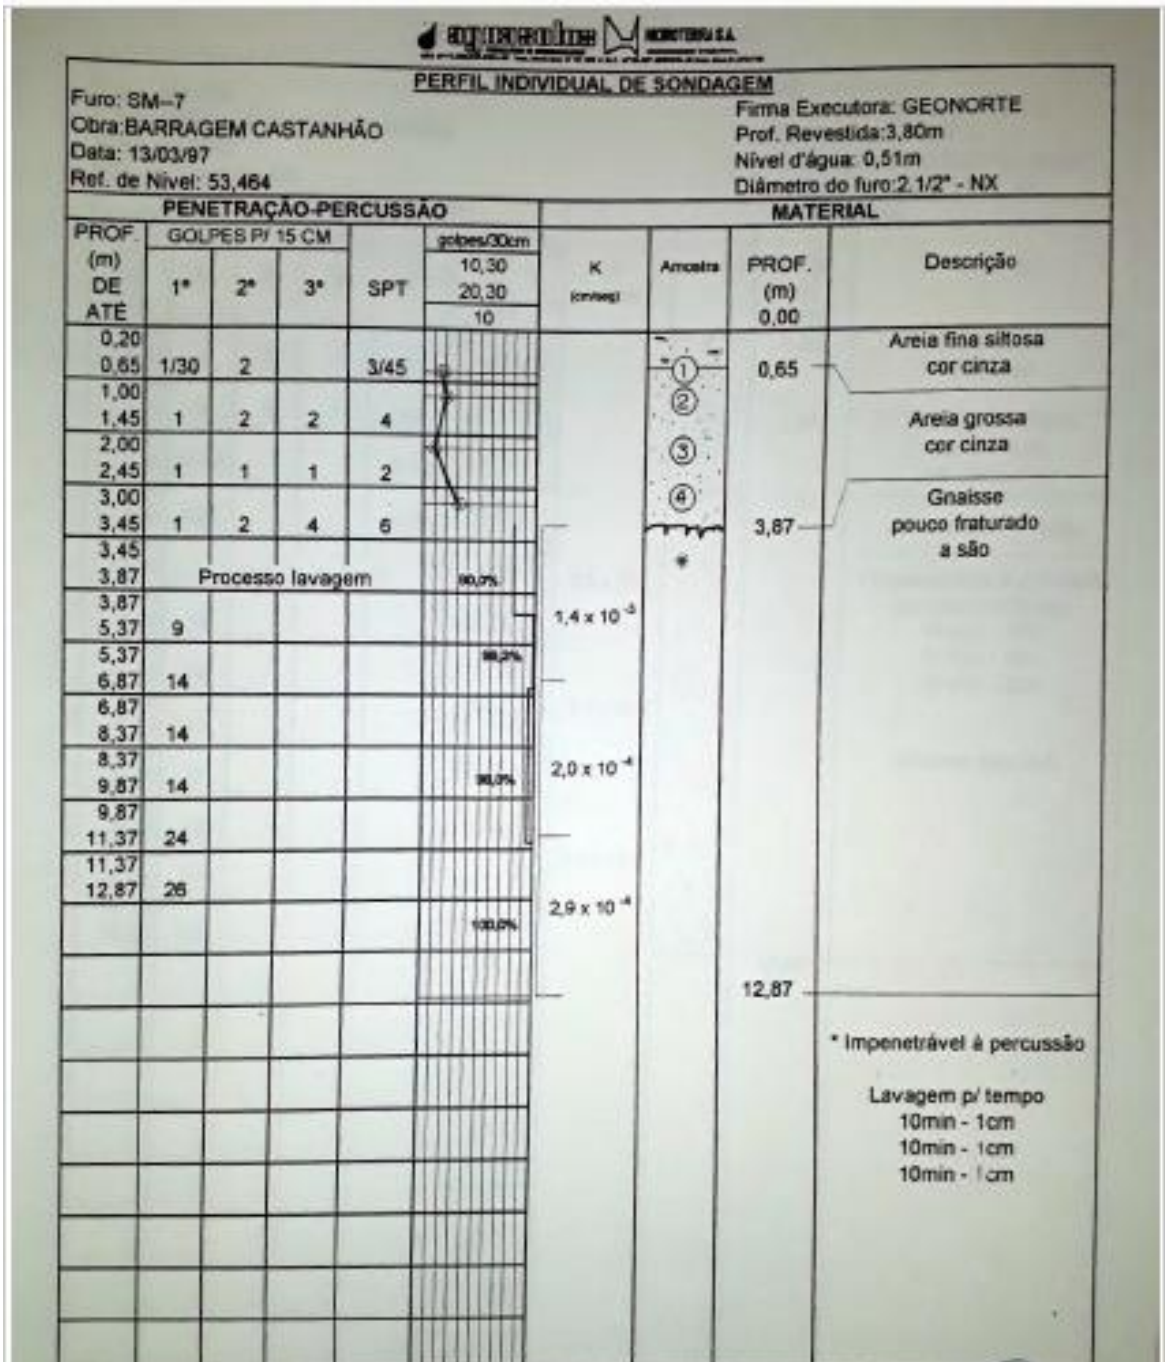 HIDROTERRA S.A.
PERFIL INDIVIDUAL DE SONDAGEM
Furo: SM-7
Obra:BARRAGEM CASTANHÃO
Data: 13/03/97
Ref. de Nível: 53,464
Firma Executora: GEONORTE
Prof. Revestida:3,80m
Nível d'água: 0,51m
Diâmetro do furo:2.1/2" - NX
PENETRAÇÃO-PERCUSSÃO
MATERIAL
PROF. (m) DE ATÉ
GOLPES P/ 15 CM
1ª 2ª 3ª
SPT
golpes/30cm
10,30
20,30
10
K
(cm/seg)
Amostra
PROF.
(m)
0,00
Descrição
0,20
0,65 1/30 2 3/45
1,00
1,45 1 2 2 4
2,00
2,45 1 1 1 2
3,00
3,45 1 2 4 6
3,45
3,87 Processo lavagem
3,87
5,37 9
5,37
6,87 14
6,87
8,37 14
8,37
9,87 14
9,87
11,37 24
11,37
12,87 26
100,0%
1,4 x 10
2,0 x 10 -4
2,9 x 10 -4
1
2
3
4
*
0,65
3,87
12,87
Areia fina siltosa
cor cinza
Areia grossa
cor cinza
Gnaisse
pouco fraturado
a são
* Impenetrável à percussão
Lavagem p/ tempo
10min - 1cm
10min - 1cm
10min - 1cm